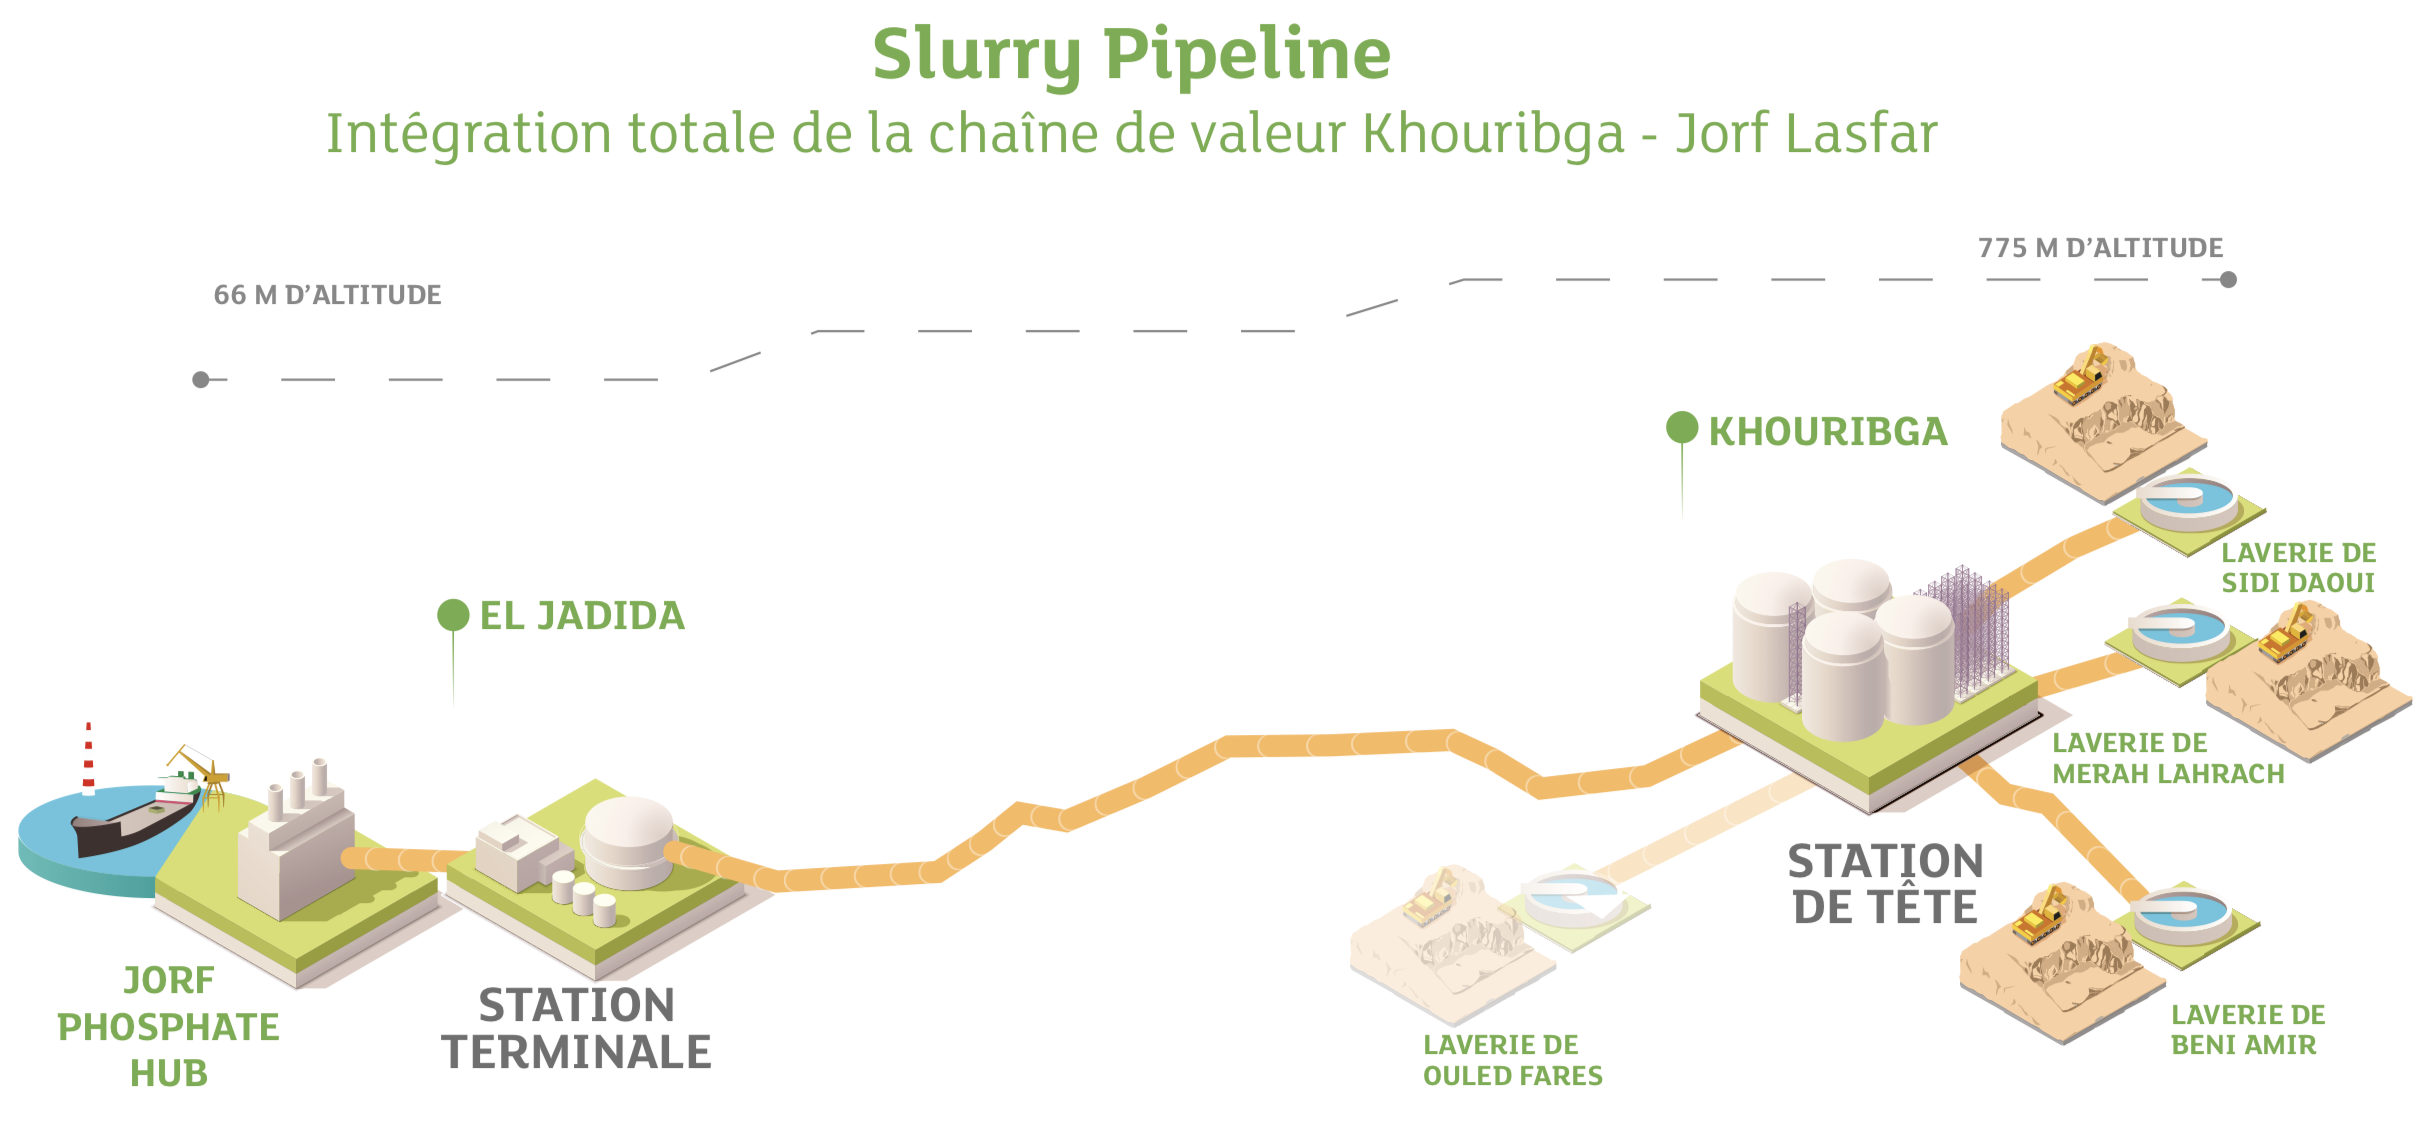 Slurry Pipeline
Intégration totale de la chaîne de valeur Khouribga - Jorf Lasfar
775 M D'ALTITUDE
66 M D'ALTITUDE
KHOURIBGA
LAVERIE DE
SIDI DAOUI
EL JADIDA
LAVERIE DE
MERAH LAHRACH
STATION
DE TÊTE
JORF
PHOSPHATE
HUB
STATION
TERMINALE
LAVERIE DE
OULED FARES
LAVERIE DE
BENI AMIR